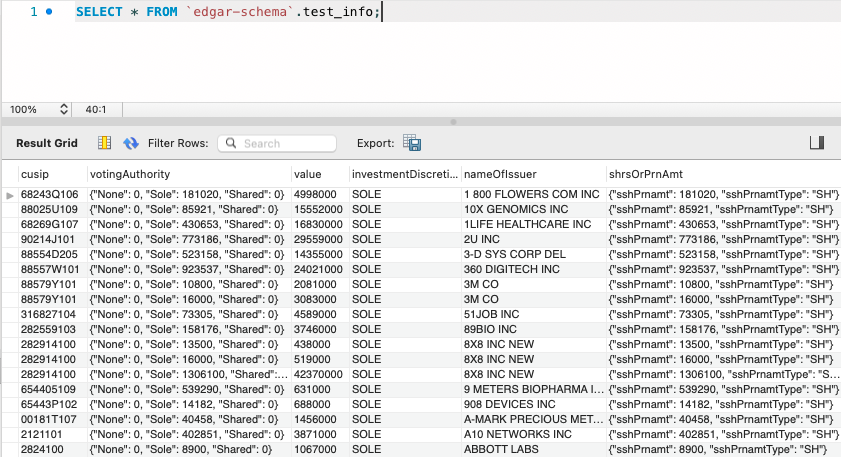 1 SELECT * FROM `edgar-schema`.test_info;
100% 40:1
Result Grid Filter Rows: Search Export:
cusip votingAuthority value investmentDiscreti... nameOfIssuer shrsOrPrnAmt
68243Q106 {"None": 0, "Sole": 181020, "Shared": 0} 4998000 SOLE 1 800 FLOWERS COM INC {"sshPrnamt": 181020, "sshPrnamtType": "SH"}
88025U109 {"None": 0, "Sole": 85921, "Shared": 0} 15552000 SOLE 10X GENOMICS INC {"sshPrnamt": 85921, "sshPrnamtType": "SH"}
68269G107 {"None": 0, "Sole": 430653, "Shared": 0} 16830000 SOLE 1LIFE HEALTHCARE INC {"sshPrnamt": 430653, "sshPrnamtType": "SH"}
90214J101 {"None": 0, "Sole": 773186, "Shared": 0} 29559000 SOLE 2U INC {"sshPrnamt": 773186, "sshPrnamtType": "SH"}
88554D205 {"None": 0, "Sole": 523158, "Shared": 0} 14355000 SOLE 3-D SYS CORP DEL {"sshPrnamt": 523158, "sshPrnamtType": "SH"}
88557W101 {"None": 0, "Sole": 923537, "Shared": 0} 24021000 SOLE 360 DIGITECH INC {"sshPrnamt": 923537, "sshPrnamtType": "SH"}
88579Y101 {"None": 0, "Sole": 10800, "Shared": 0} 2081000 SOLE 3M CO {"sshPrnamt": 10800, "sshPrnamtType": "SH"}
88579Y101 {"None": 0, "Sole": 16000, "Shared": 0} 3083000 SOLE 3M CO {"sshPrnamt": 16000, "sshPrnamtType": "SH"}
316827104 {"None": 0, "Sole": 73305, "Shared": 0} 4589000 SOLE 51JOB INC {"sshPrnamt": 73305, "sshPrnamtType": "SH"}
282559103 {"None": 0, "Sole": 158176, "Shared": 0} 3746000 SOLE 89BIO INC {"sshPrnamt": 158176, "sshPrnamtType": "SH"}
282914100 {"None": 0, "Sole": 13500, "Shared": 0} 438000 SOLE 8X8 INC NEW {"sshPrnamt": 13500, "sshPrnamtType": "SH"}
282914100 {"None": 0, "Sole": 16000, "Shared": 0} 519000 SOLE 8X8 INC NEW {"sshPrnamt": 16000, "sshPrnamtType": "SH"}
282914100 {"None": 0, "Sole": 1306100, "Shared":... 42370000 SOLE 8X8 INC NEW {"sshPrnamt": 1306100, "sshPrnamtType": "S...
654405109 {"None": 0, "Sole": 539290, "Shared": 0} 631000 SOLE 9 METERS BIOPHARMA I... {"sshPrnamt": 539290, "sshPrnamtType": "SH"}
65443P102 {"None": 0, "Sole": 14182, "Shared": 0} 688000 SOLE 908 DEVICES INC {"sshPrnamt": 14182, "sshPrnamtType": "SH"}
00181T107 {"None": 0, "Sole": 40458, "Shared": 0} 1456000 SOLE A-MARK PRECIOUS MET... {"sshPrnamt": 40458, "sshPrnamtType": "SH"}
2121101 {"None": 0, "Sole": 402851, "Shared": 0} 3871000 SOLE A10 NETWORKS INC {"sshPrnamt": 402851, "sshPrnamtType": "SH"}
2824100 {"None": 0, "Sole": 8900, "Shared": 0} 1067000 SOLE ABBOTT LABS {"sshPrnamt": 8900, "sshPrnamtType": "SH"}